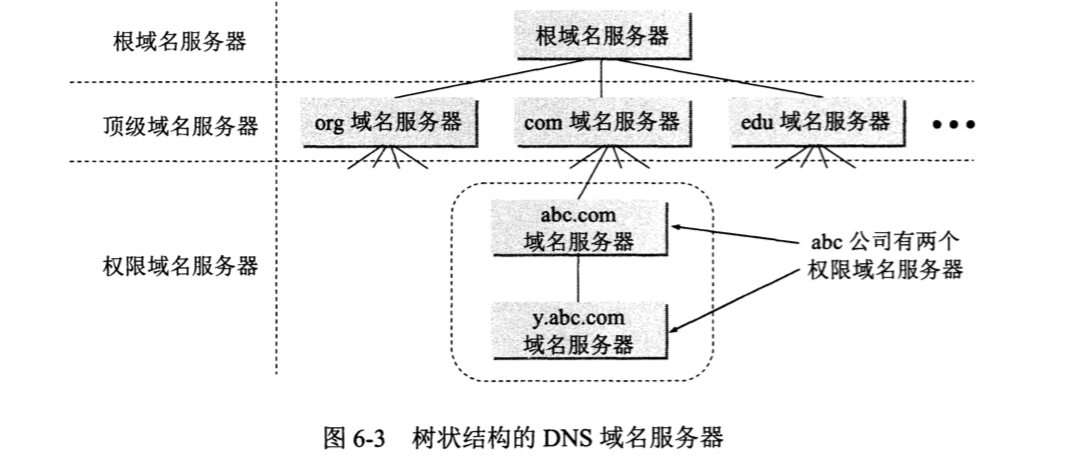 根域名服务器
根域名服务器
顶级域名服务器
org 域名服务器
com 域名服务器
edu 域名服务器
•••
权限域名服务器
abc.com
域名服务器
abc 公司有两个
权限域名服务器
y.abc.com
域名服务器
图 6-3 树状结构的 DNS 域名服务器